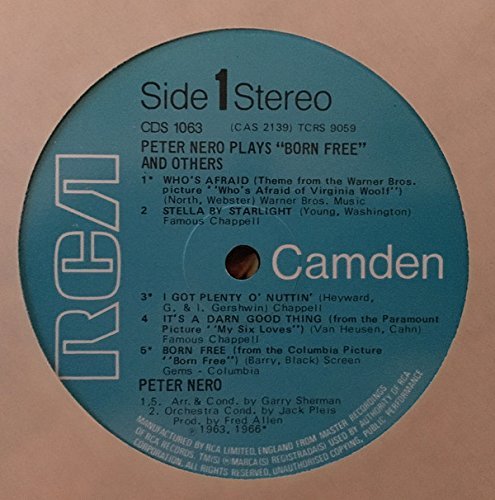 Side 1 Stereo
CDS 1063 (CAS 2139) TCRS 9059
PETER NERO PLAYS "BORN FREE"
AND OTHERS
1* WHO'S AFRAID (Theme from the Warner Bros.
picture ''Who's Afraid of Virginia Woolf'')
(North, Webster) Warner Bros. Music
2 STELLA BY STARLIGHT (Young, Washington)
Famous Chappell
RCA
Camden
3* I GOT PLENTY O' NUTTIN' (Heyward,
G. & I. Gershwin) Chappell
4 IT'S A DARN GOOD THING (from the Paramount
Picture ''My Six Loves'')
(Van Heusen, Cahn)
Famous Chappell
5* BORN FREE (from the Columbia Picture
''Born Free'') (Barry, Black) Screen
Gems - Columbia
PETER NERO
1,5. Arr. & Cond. by Garry Sherman
2. Orchestra Cond. by Jack Pleis
Prod. by Fred Allen
℗ 1963, 1966*
MANUFACTURED BY RCA LIMITED, ENGLAND FROM MASTER RECORDINGS
OF RCA RECORDS. TM(S) ® MARCA(S) REGISTRADA(S) USED BY AUTHORITY OF RCA
CORPORATION. ALL RIGHTS RESERVED, UNAUTHORISED COPYING, PUBLIC PERFORMANCE,